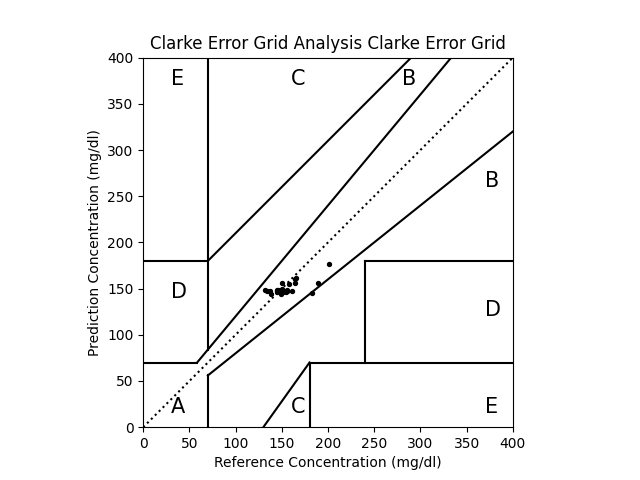 Clarke Error Grid Analysis Clarke Error Grid
400
350
300
250
200
150
100
50
0
Prediction Concentration (mg/dl)
E
C
B
B
D
D
A
C
E
0 50 100 150 200 250 300 350 400
Reference Concentration (mg/dl)